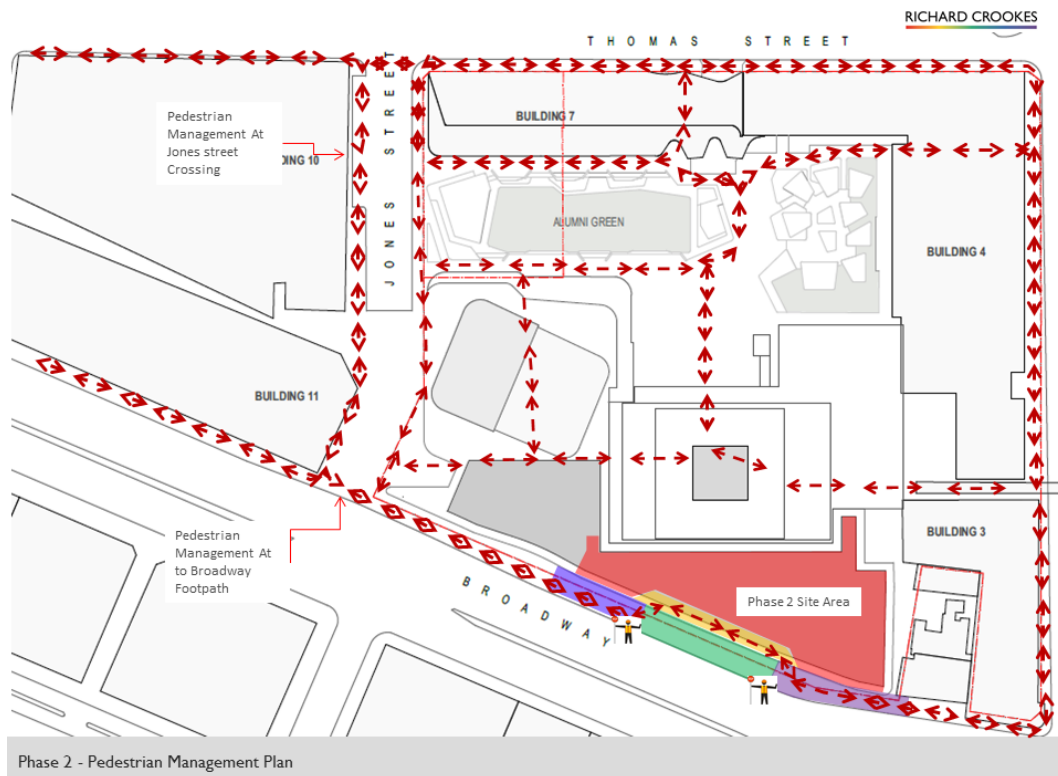 RICHARD CROOKES
THOMAS STREET
Pedestrian
Management At
Jones street
Crossing
BUILDING 7
DING 10
JONES STREET
ALUMNI GREEN
BUILDING 4
BUILDING 11
Pedestrian
Management At
to Broadway
Footpath
BUILDING 3
BROADWAY
Phase 2 Site Area
Phase 2 - Pedestrian Management Plan